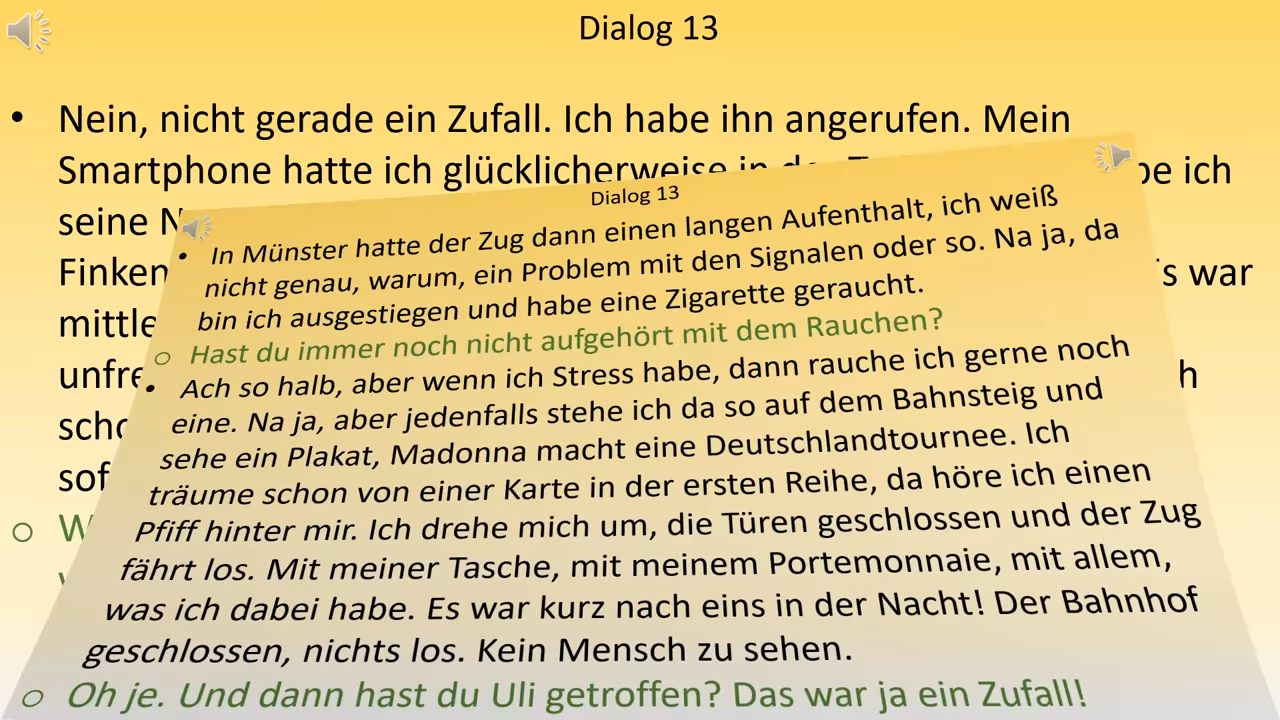 Dialog 13
• Nein, nicht gerade ein Zufall. Ich habe ihn angerufen. Mein
Smartphone hatte ich glücklicherweise in der ich
seine
mittle
Dialog 13
• In Münster hatte der Zug dann einen langen Aufenthalt, ich weiß
nicht genau, warum, ein Problem mit den Signalen oder so. Na ja, da
bin ich ausgestiegen und habe eine Zigarette geraucht.
o Hast du immer noch nicht aufgehört mit dem Rauchen?
• Ach so halb, aber wenn ich Stress habe, dann rauche ich gerne noch
eine. Na ja, aber jedenfalls stehe ich da so auf dem Bahnsteig und
sehe ein Plakat, Madonna macht eine Deutschlandtournee. Ich
träume schon von einer Karte in der ersten Reihe, da höre ich einen
Pfiff hinter mir. Ich drehe mich um, die Türen geschlossen und der Zug
fährt los. Mit meiner Tasche, mit meinem Portemonnaie, mit allem,
was ich dabei habe. Es war kurz nach eins in der Nacht! Der Bahnhof
geschlossen, nichts los. Kein Mensch zu sehen.
o Oh je. Und dann hast du Uli getroffen? Das war ja ein Zufall!